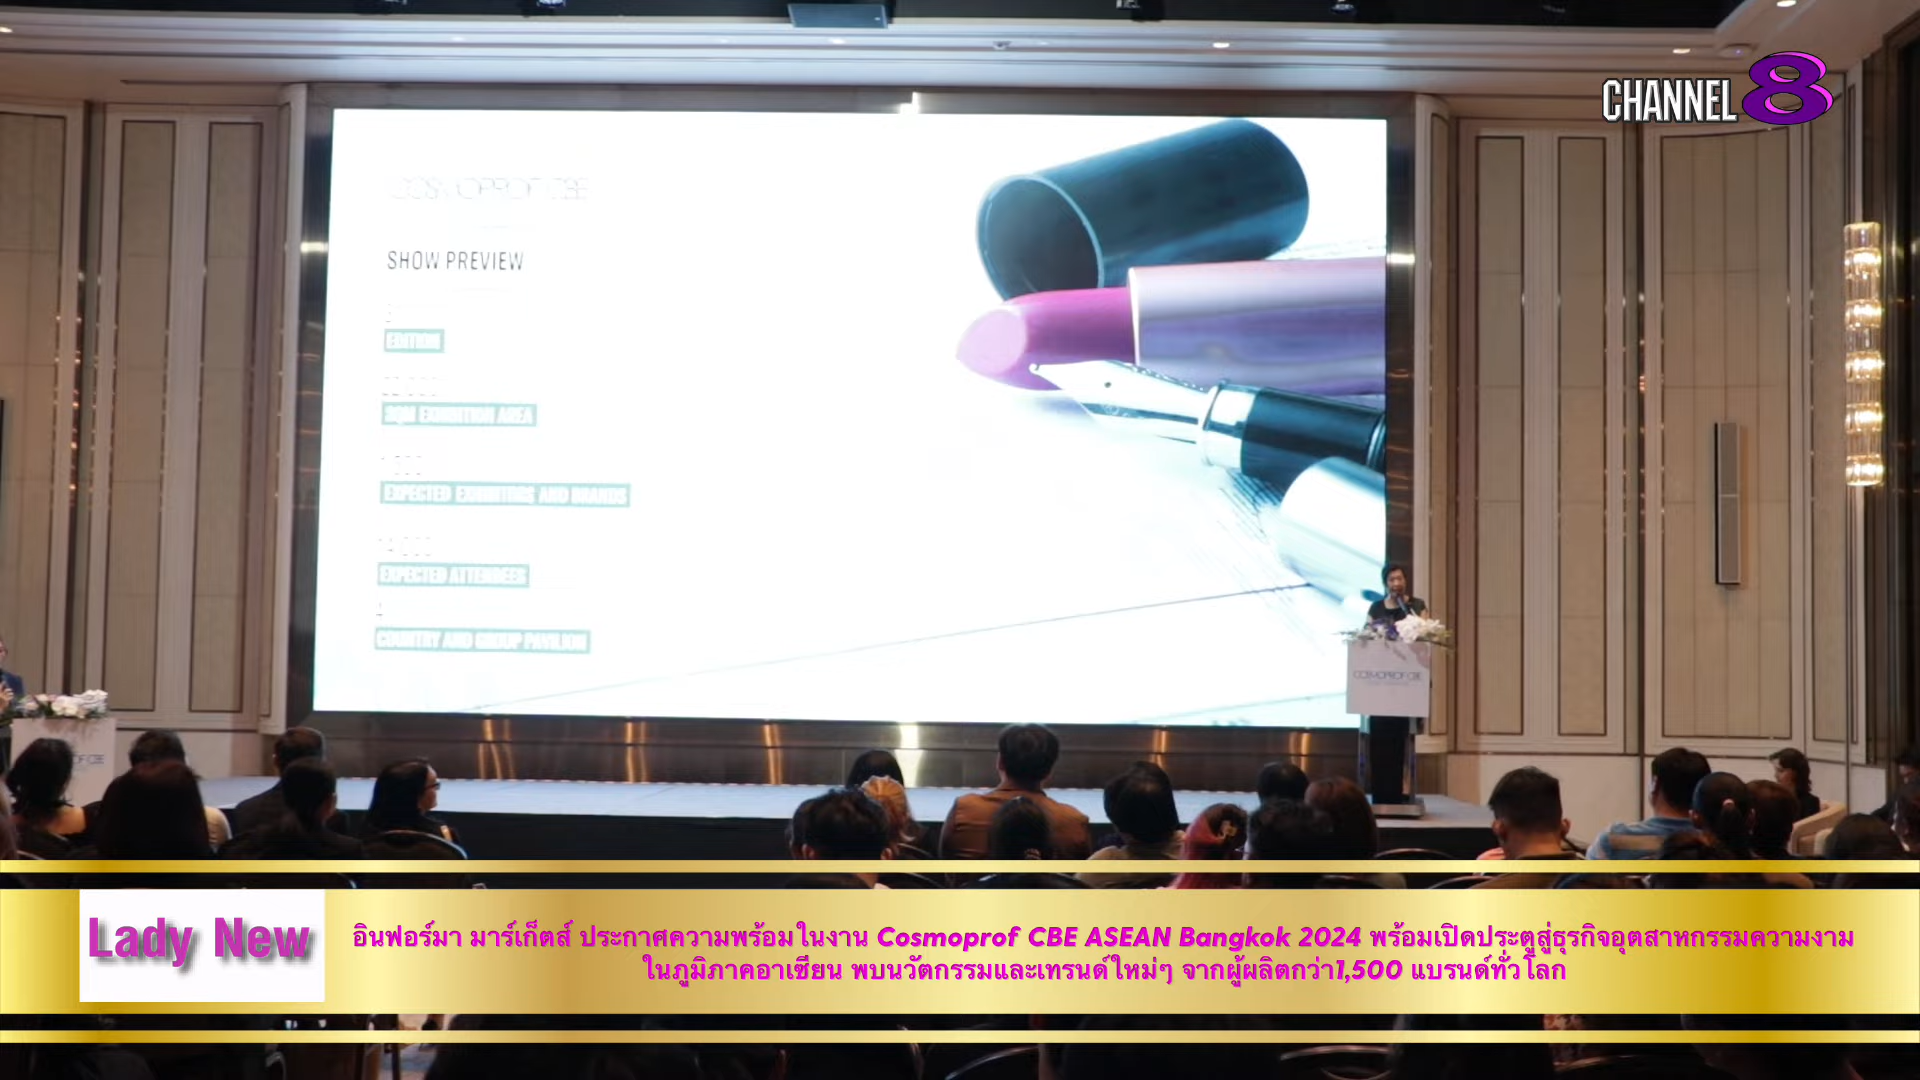 CHANNEL 8
COSMOPROF CBE
SHOW PREVIEW
EDITION
SQM EXHIBITION AREA
EXPECTED EXHIBITORS AND BRANDS
EXPECTED ATTENDEES
COUNTRY AND GROUP PAVILION
COSMOPROF CBE
OF CBE
Lady New
อินฟอร์มา มาร์เก็ตส์ ประกาศความพร้อมในงาน Cosmoprof CBE ASEAN Bangkok 2024 พร้อมเปิดประตูสู่ธุรกิจอุตสาหกรรมความงาม
ในภูมิภาคอาเซียน พบนวัตกรรมและเทรนด์ใหม่ๆ จากผู้ผลิตกว่า1,500 แบรนด์ทั่วโลก